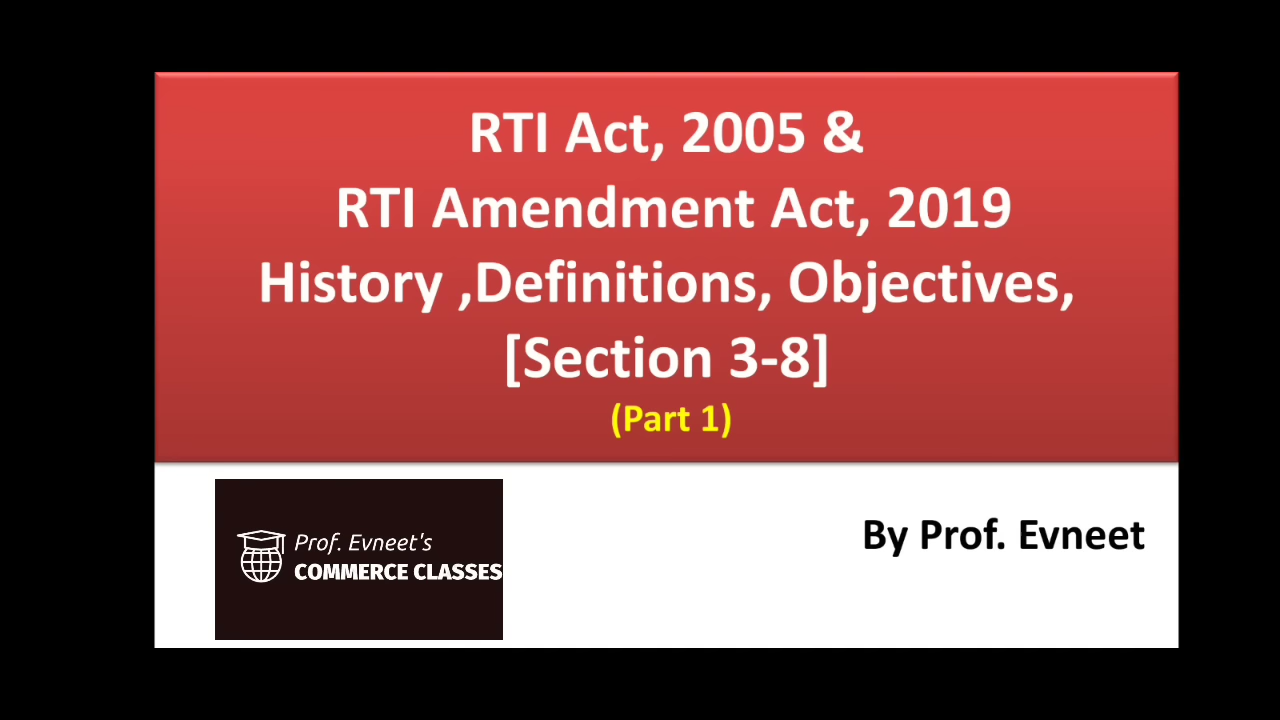 RTI Act, 2005 &
RTI Amendment Act, 2019
History ,Definitions, Objectives,
[Section 3-8]
(Part 1)
Prof. Evneet's
COMMERCE CLASSES
By Prof. Evneet